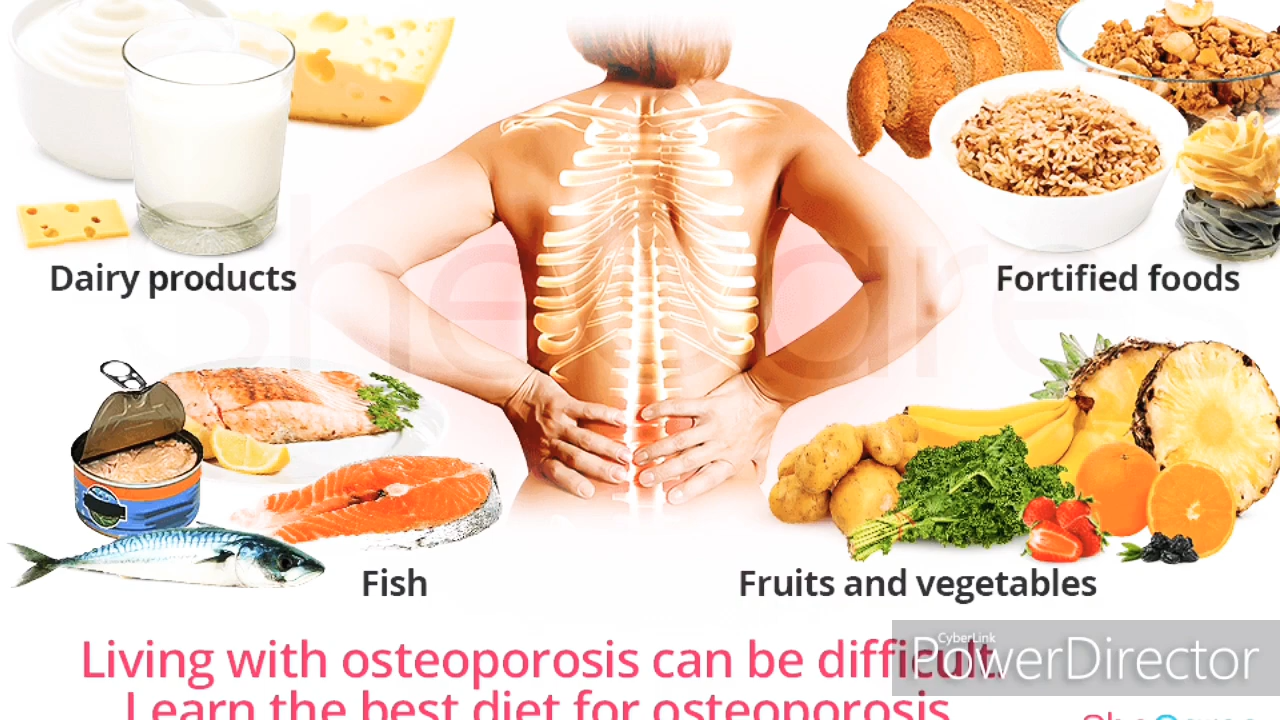 Dairy products
Fortified foods
Fish
Fruits and vegetables
Living with osteoporosis can be difficult.
Learn the best diet for osteoporosis
CyberLink
PowerDirector
SheCares